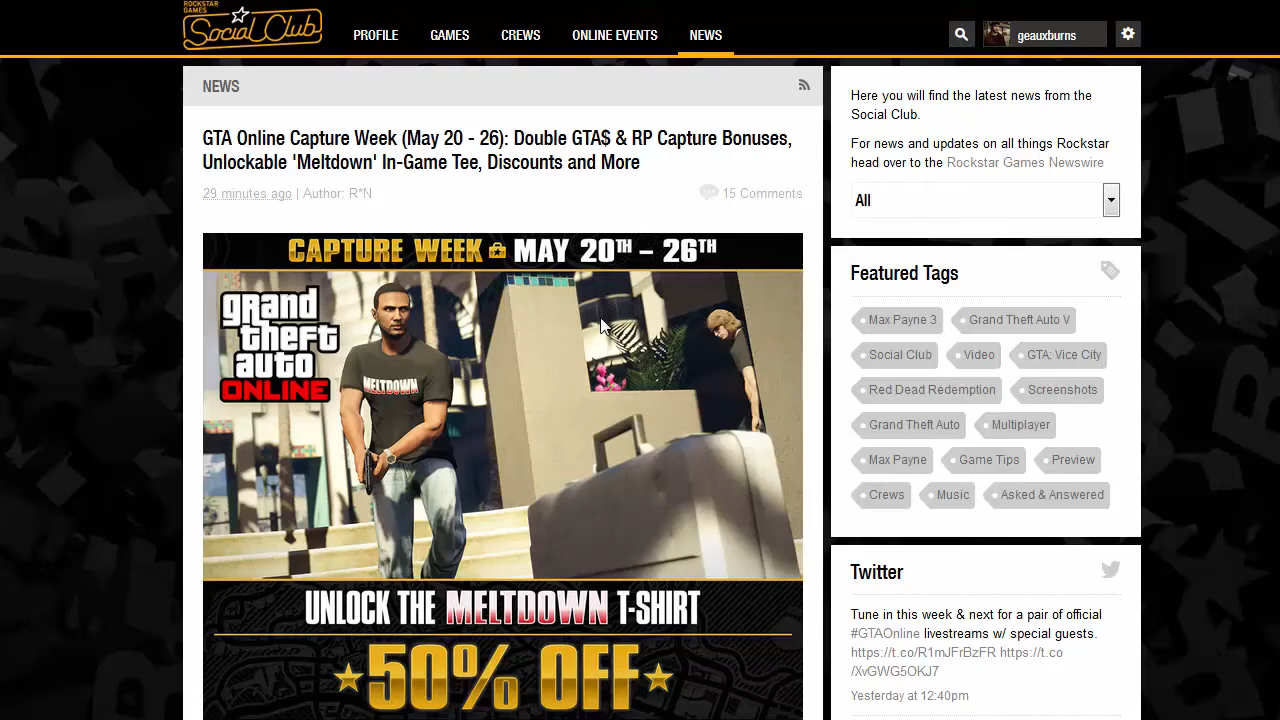 ROCKSTAR
GAMES
Social Club
PROFILE
GAMES
CREWS
ONLINE EVENTS
NEWS
geauxburns
NEWS
GTA Online Capture Week (May 20 - 26): Double GTA$ & RP Capture Bonuses,
Unlockable 'Meltdown' In-Game Tee, Discounts and More
29 minutes ago | Author: R*N
15 Comments
CAPTURE WEEK MAY 20TH – 26TH
grand
theft
auto
ONLINE
MELTDOWN
UNLOCK THE MELTDOWN T-SHIRT
50% OFF
Here you will find the latest news from the
Social Club.
For news and updates on all things Rockstar
head over to the Rockstar Games Newswire
All
Featured Tags
Max Payne 3
Grand Theft Auto V
Social Club
Video
GTA: Vice City
Red Dead Redemption
Screenshots
Grand Theft Auto
Multiplayer
Max Payne
Game Tips
Preview
Crews
Music
Asked & Answered
Twitter
Tune in this week & next for a pair of official
#GTAOnline livestreams w/ special guests.
https://t.co/R1mJFrBzFR https://t.co
/XvGWG5OKJ7
Yesterday at 12:40pm